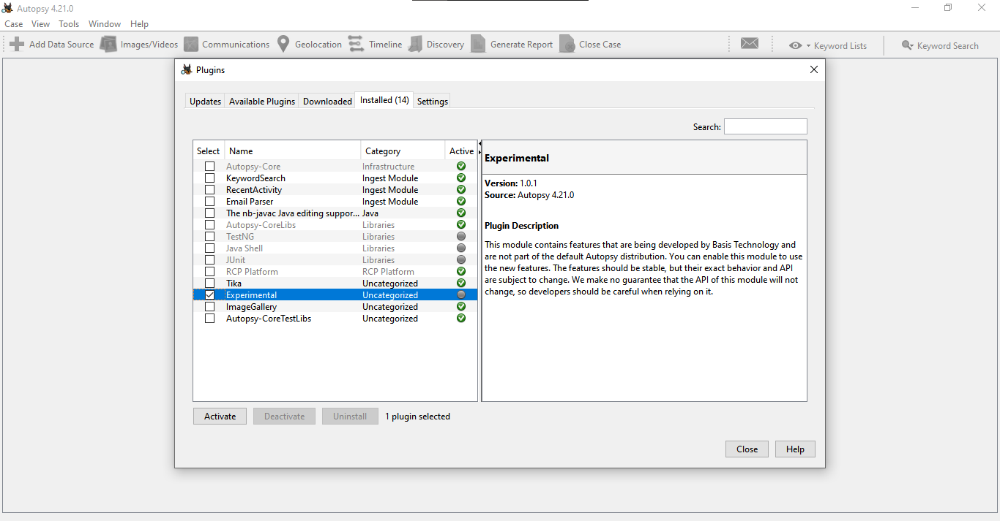 Autopsy 4.21.0
Case View Tools Window Help
Add Data Source Images/Videos Communications Geolocation Timeline Discovery Generate Report Close Case Keyword Lists Keyword Search
Plugins
Updates Available Plugins Downloaded Installed (14) Settings
Search:
Select Name Category Active
Autopsy-Core Infrastructure
KeywordSearch Ingest Module
RecentActivity Ingest Module
Email Parser Ingest Module
The nb-javac Java editing suppor... Java
Autopsy-CoreLibs Libraries
TestNG Libraries
Java Shell Libraries
JUnit Libraries
RCP Platform RCP Platform
Tika Uncategorized
Experimental Uncategorized
ImageGallery Uncategorized
Autopsy-CoreTestLibs Uncategorized
Experimental
Version: 1.0.1
Source: Autopsy 4.21.0
Plugin Description
This module contains features that are being developed by Basis Technology and
are not part of the default Autopsy distribution. You can enable this module to use
the new features. The features should be stable, but their exact behavior and API
are subject to change. We make no guarantee that the API of this module will not
change, so developers should be careful when relying on it.
Activate Deactivate Uninstall 1 plugin selected
Close Help